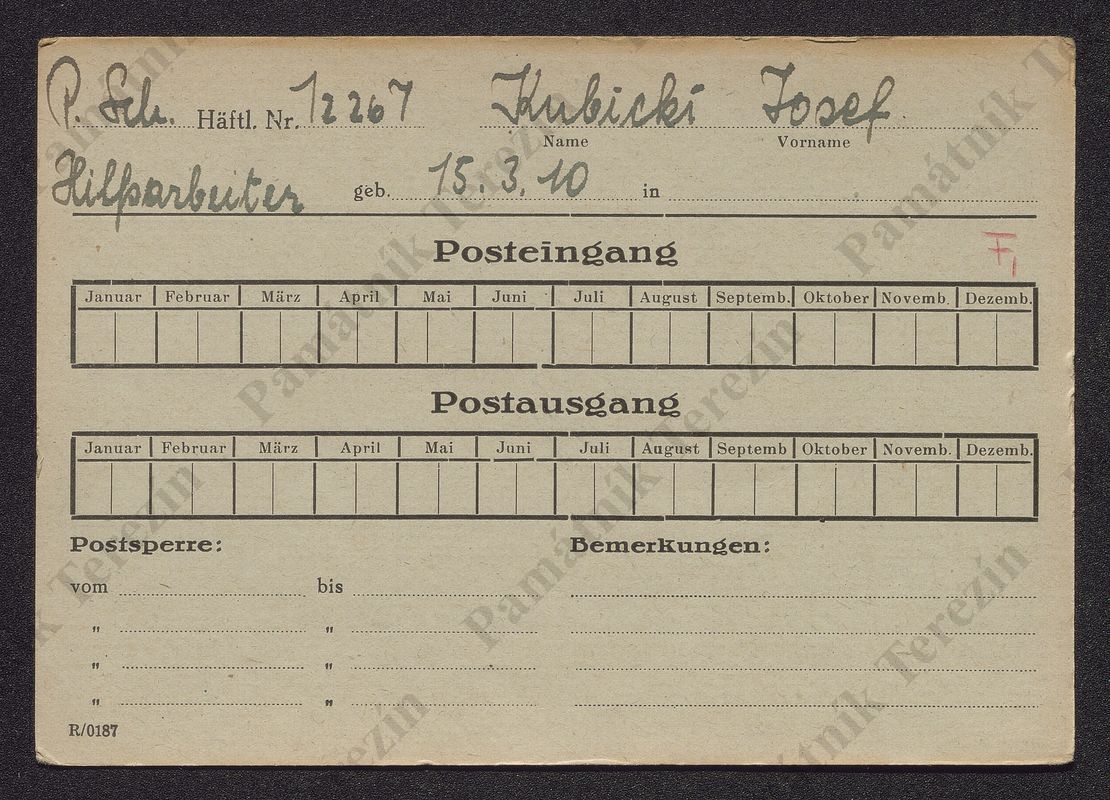 P. Sch. Häftl. Nr. 12267 Kubicki Josef
Name Vorname
Hilfsarbeiter geb. 15.3.10 in
Posteingang
F,
Januar Februar März April Mai Juni Juli August Septemb. Oktober Novemb. Dezemb.
Postausgang
Januar Februar März April Mai Juni Juli August Septemb Oktober Novemb. Dezemb.
Postsperre: Bemerkungen:
vom bis
" "
" "
" "
R/0187
Památník Terezín